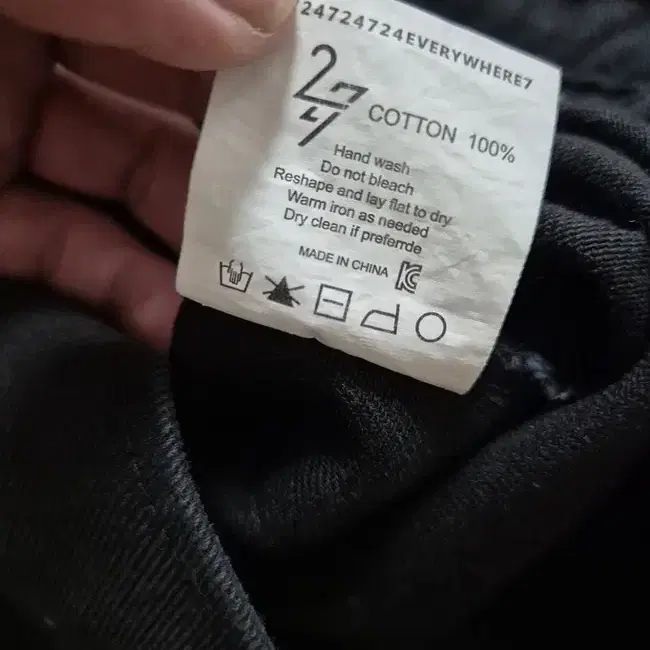 24724724EVERYWHERE7
247 COTTON 100%
Hand wash
Do not bleach
Reshape and lay flat to dry
Warm iron as needed
Dry clean if preferrde
MADE IN CHINA KC